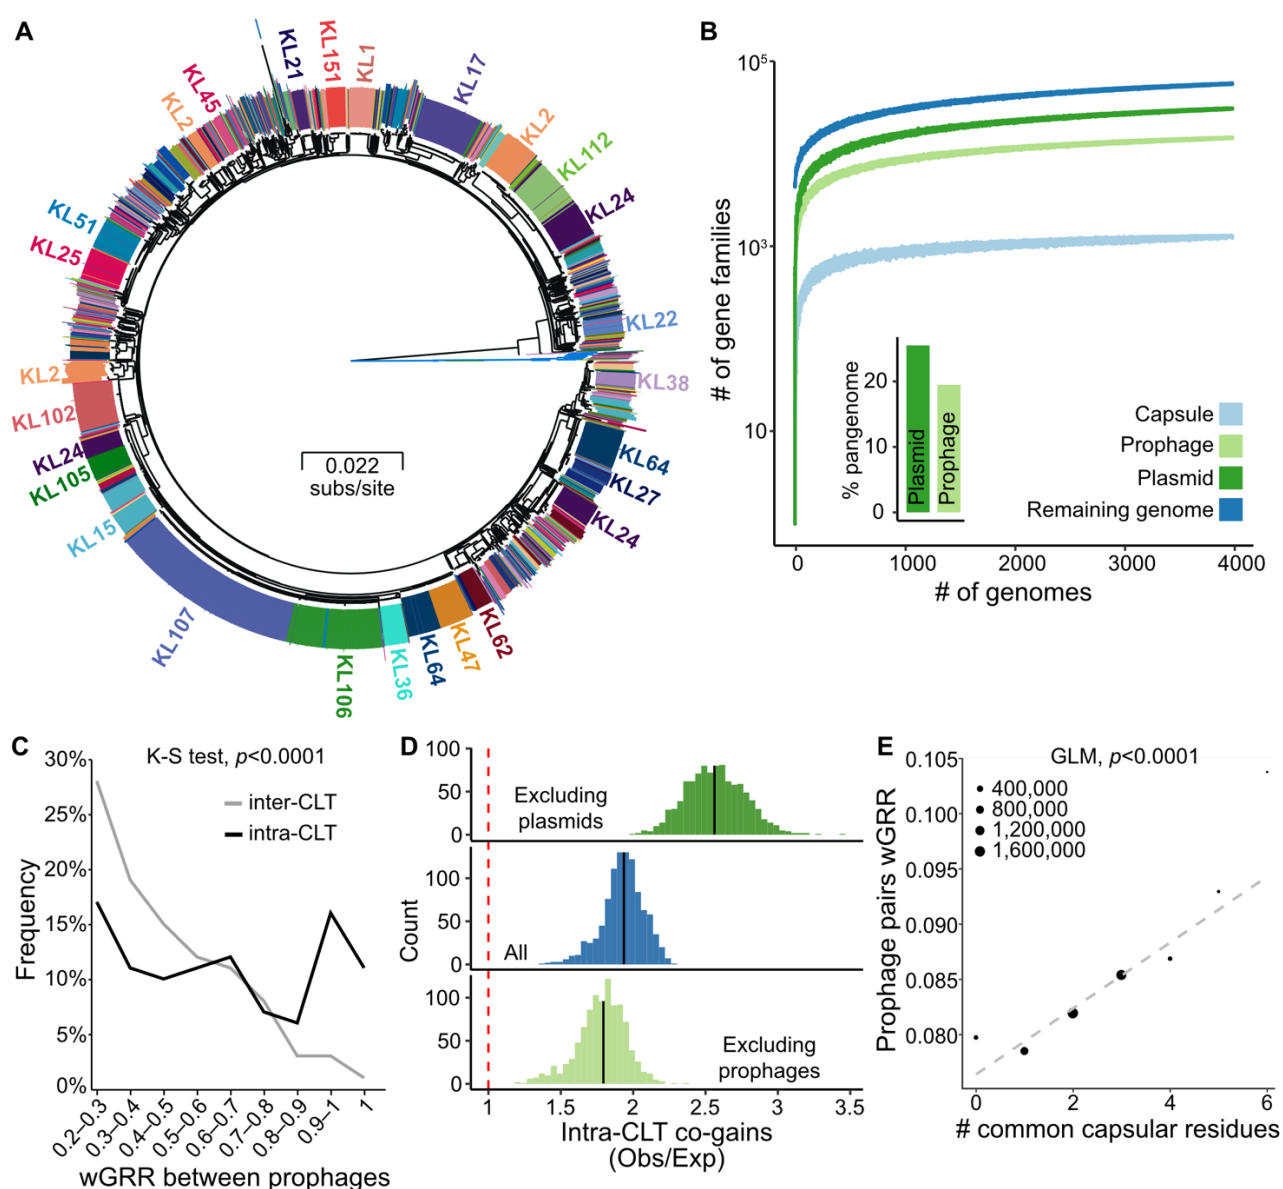 A
KL45
KL21
KL151
KL1
KL17
KL2
KL2
KL112
KL24
KL51
KL25
KL22
KL2
KL38
KL102
KL24
KL105
KL64
KL27
KL15
KL24
KL107
KL106
KL36
KL64
KL47
KL62
0.022
subs/site
B
# of gene families
10⁵
10³
10
% pangenome
20
10
0
Plasmid
Prophage
Capsule
Prophage
Plasmid
Remaining genome
0 1000 2000 3000 4000
# of genomes
C
K-S test, p<0.0001
Frequency
30%
25%
20%
15%
10%
5%
0%
inter-CLT
intra-CLT
0.2–0.3
0.3–0.4
0.4–0.5
0.5–0.6
0.6–0.7
0.7–0.8
0.8–0.9
0.9–1
1
wGRR between prophages
D
Count
100
50
0
Excluding
plasmids
100
50
0
All
100
50
0
Excluding
prophages
1 1.5 2 2.5 3 3.5
Intra-CLT co-gains
(Obs/Exp)
E
GLM, p<0.0001
Prophage pairs wGRR
0.105
0.100
0.095
0.090
0.085
0.080
400,000
800,000
1,200,000
1,600,000
0 2 4 6
# common capsular residues